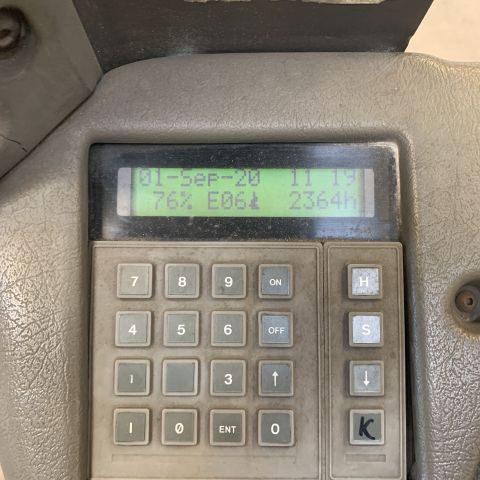 01-Sep-20 11 19
76% E06 2364h
7 8 9 ON H
4 5 6 OFF S
3 ↑ ↓
0 ENT O K